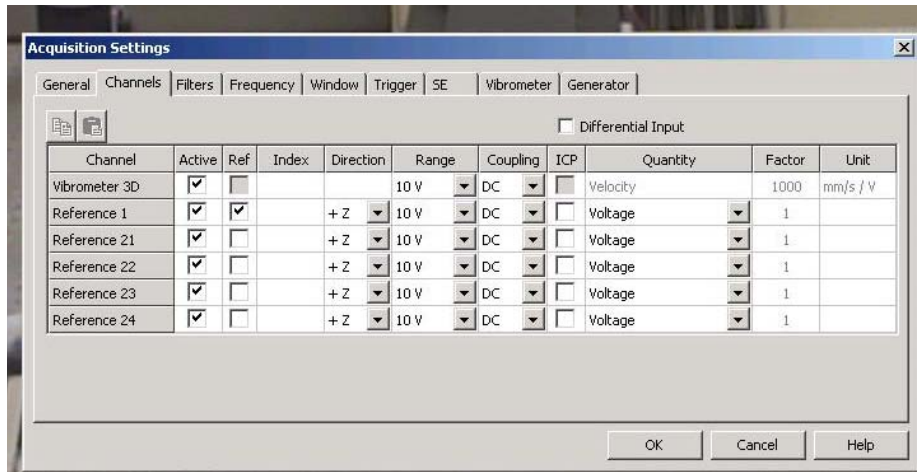 Acquisition Settings
General Channels Filters Frequency Window Trigger SE Vibrometer Generator
Differential Input
Channel Active Ref Index Direction Range Coupling ICP Quantity Factor Unit
Vibrometer 3D 10 V DC Velocity 1000 mm/s / V
Reference 1 + Z 10 V DC Voltage 1
Reference 21 + Z 10 V DC Voltage 1
Reference 22 + Z 10 V DC Voltage 1
Reference 23 + Z 10 V DC Voltage 1
Reference 24 + Z 10 V DC Voltage 1
OK Cancel Help